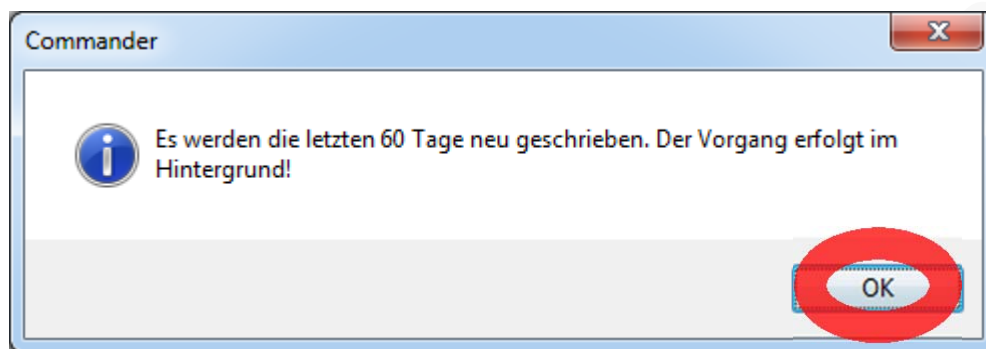 Commander
Es werden die letzten 60 Tage neu geschrieben. Der Vorgang erfolgt im
Hintergrund!
OK